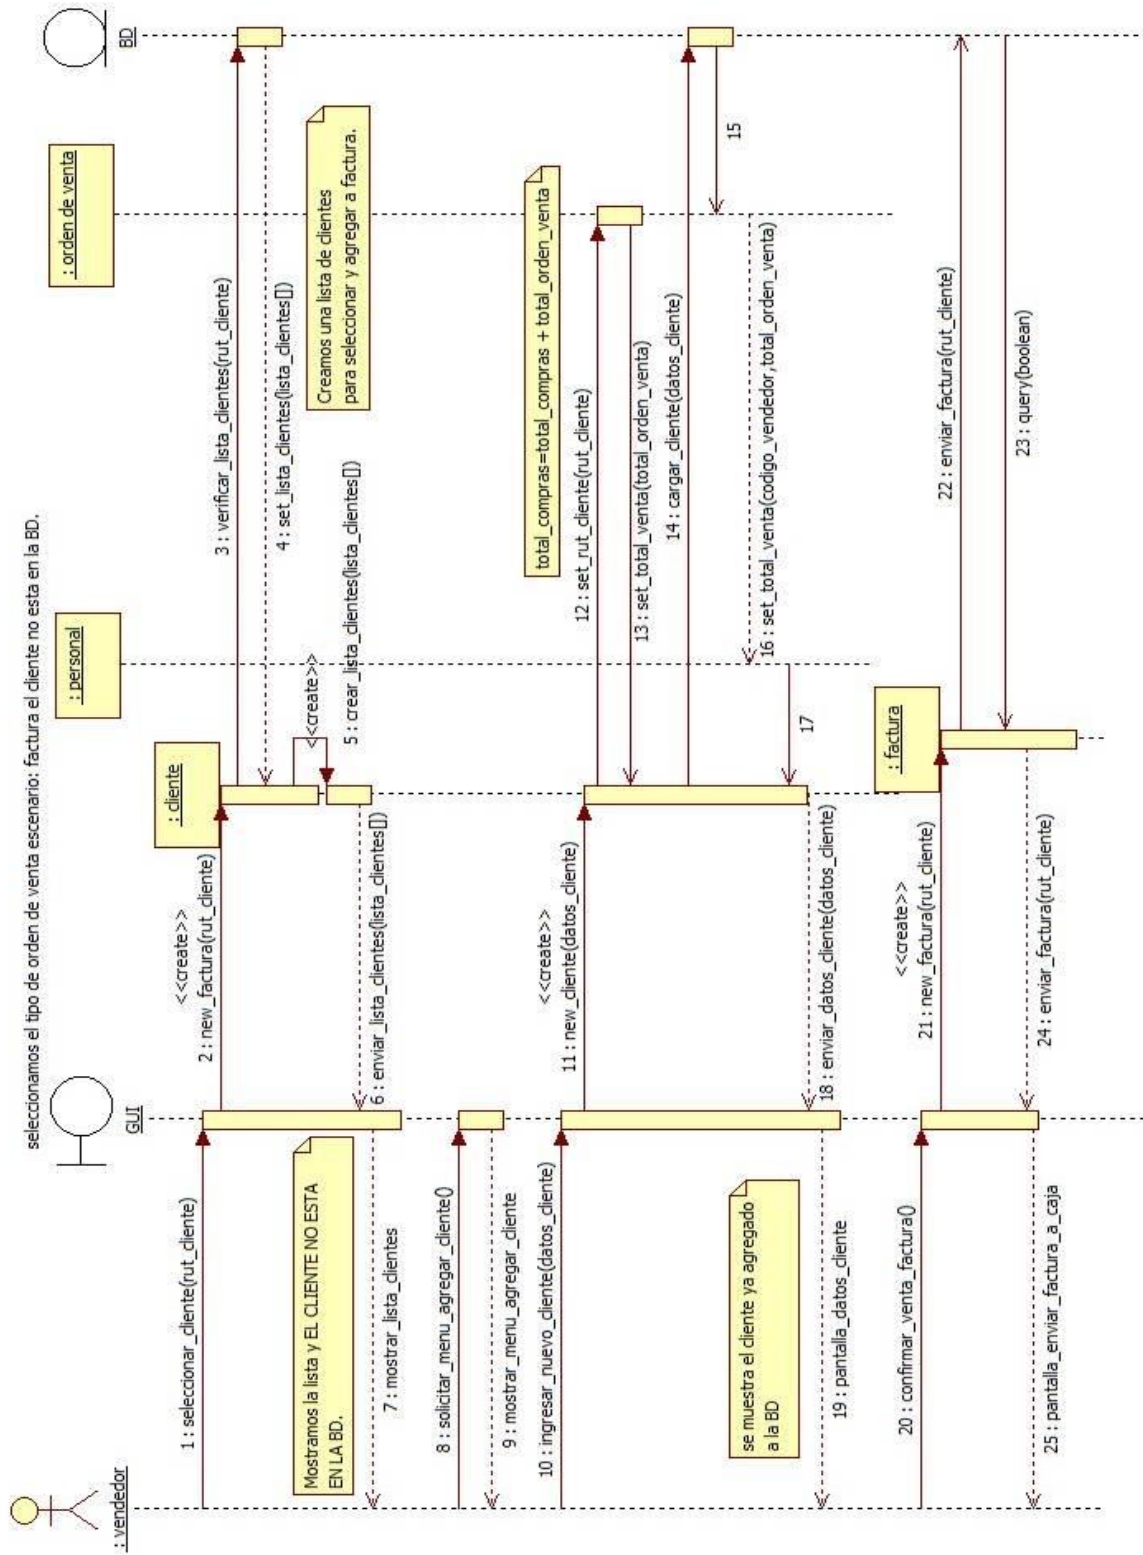 seleccionamos el tipo de orden de venta escenario: factura el cliente no esta en la BD.
: vendedor
GUI
: cliente
: personal
: orden de venta
BD
1 : seleccionar_cliente(rut_cliente)
<<create>>
2 : new_factura(rut_cliente)
3 : verificar_lista_clientes(rut_cliente)
4 : set_lista_clientes(lista_clientes[])
Creamos una lista de clientes
para seleccionar y agregar a factura.
<<create>>
5 : crear_lista_clientes(lista_clientes[])
Mostramos la lista y EL CLIENTE NO ESTA
EN LA BD.
6 : enviar_lista_clientes(lista_clientes[])
7 : mostrar_lista_clientes
8 : solicitar_menu_agregar_cliente()
9 : mostrar_menu_agregar_cliente
10 : ingresar_nuevo_cliente(datos_cliente)
<<create>>
11 : new_cliente(datos_cliente)
total_compras=total_compras + total_orden_venta
12 : set_rut_cliente(rut_cliente)
13 : set_total_venta(total_orden_venta)
14 : cargar_cliente(datos_cliente)
15
16 : set_total_venta(codigo_vendedor,total_orden_venta)
17
18 : enviar_datos_cliente(datos_cliente)
se muestra el cliente ya agregado
a la BD
19 : pantalla_datos_cliente
: factura
20 : confirmar_venta_factura()
<<create>>
21 : new_factura(rut_cliente)
22 : enviar_factura(rut_cliente)
23 : query(boolean)
24 : enviar_factura(rut_cliente)
25 : pantalla_enviar_factura_a_caja